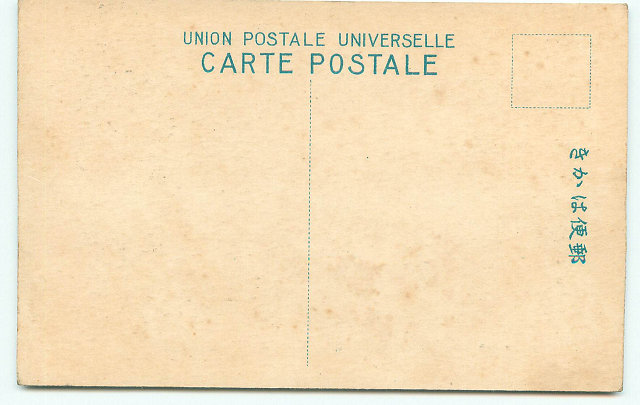 UNION POSTALE UNIVERSELLE
CARTE POSTALE
郵便はかき